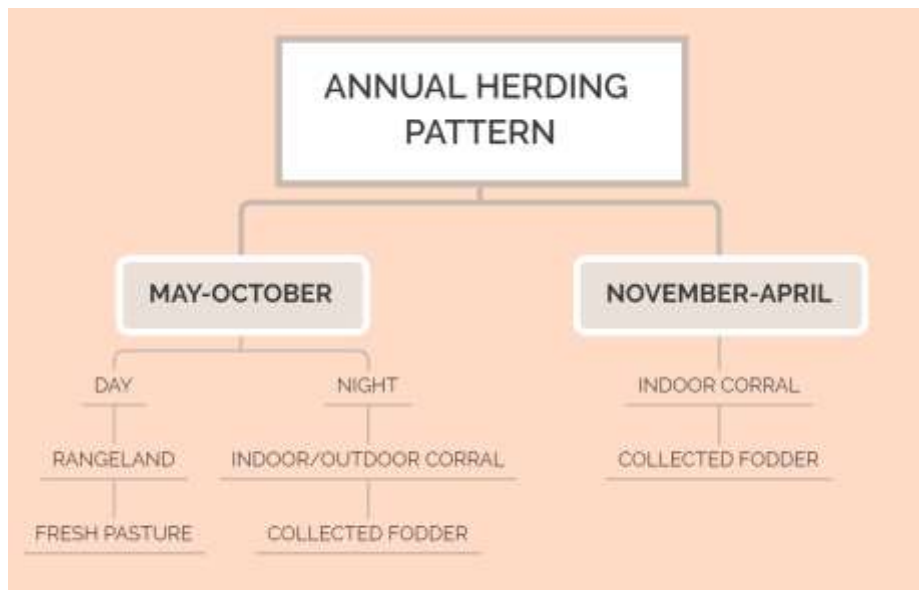 ANNUAL HERDING
PATTERN
MAY-OCTOBER
NOVEMBER-APRIL
DAY
NIGHT
INDOOR CORRAL
RANGELAND
INDOOR/OUTDOOR CORRAL
COLLECTED FODDER
FRESH PASTURE
COLLECTED FODDER